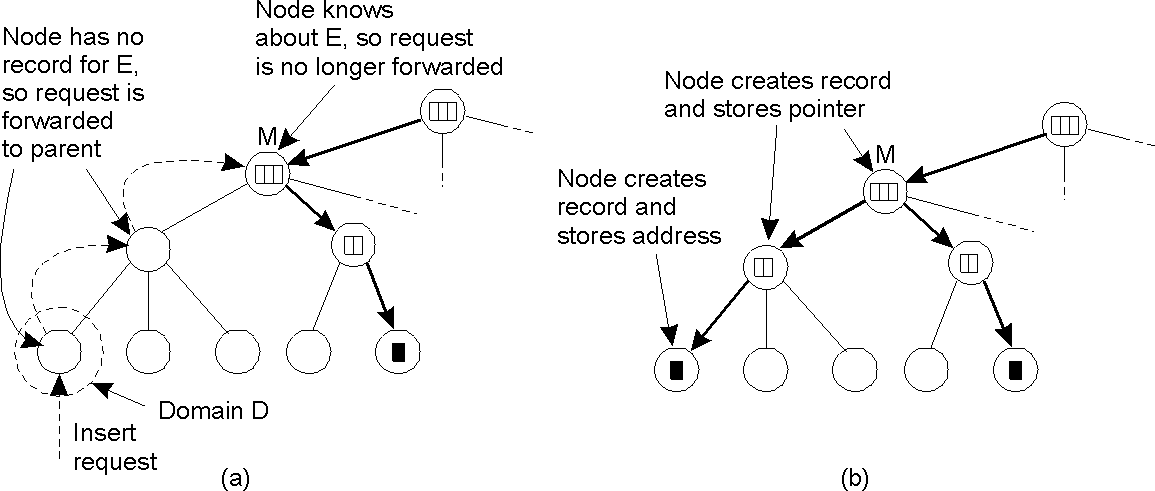 Node has no
record for E,
so request is
forwarded
to parent
Node knows
about E, so request
is no longer forwarded
M
Domain D
Insert
request
(a)
Node creates record
and stores pointer
M
Node creates
record and
stores address
(b)